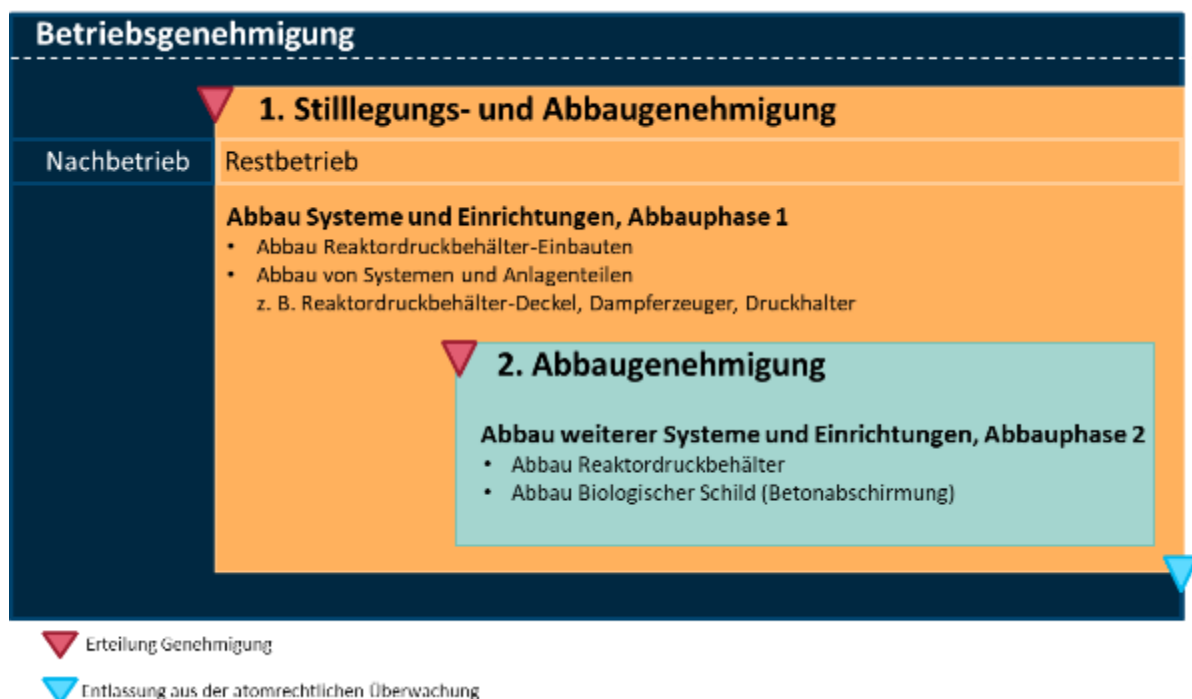 Betriebsgenehmigung
1. Stilllegungs- und Abbaugenehmigung
Nachbetrieb
Restbetrieb
Abbau Systeme und Einrichtungen, Abbauphase 1
• Abbau Reaktordruckbehälter-Einbauten
• Abbau von Systemen und Anlagenteilen
z. B. Reaktordruckbehälter-Deckel, Dampferzeuger, Druckhalter
2. Abbaugenehmigung
Abbau weiterer Systeme und Einrichtungen, Abbauphase 2
• Abbau Reaktordruckbehälter
• Abbau Biologischer Schild (Betonabschirmung)
Erteilung Genehmigung
Entlassung aus der atomrechtlichen Überwachung